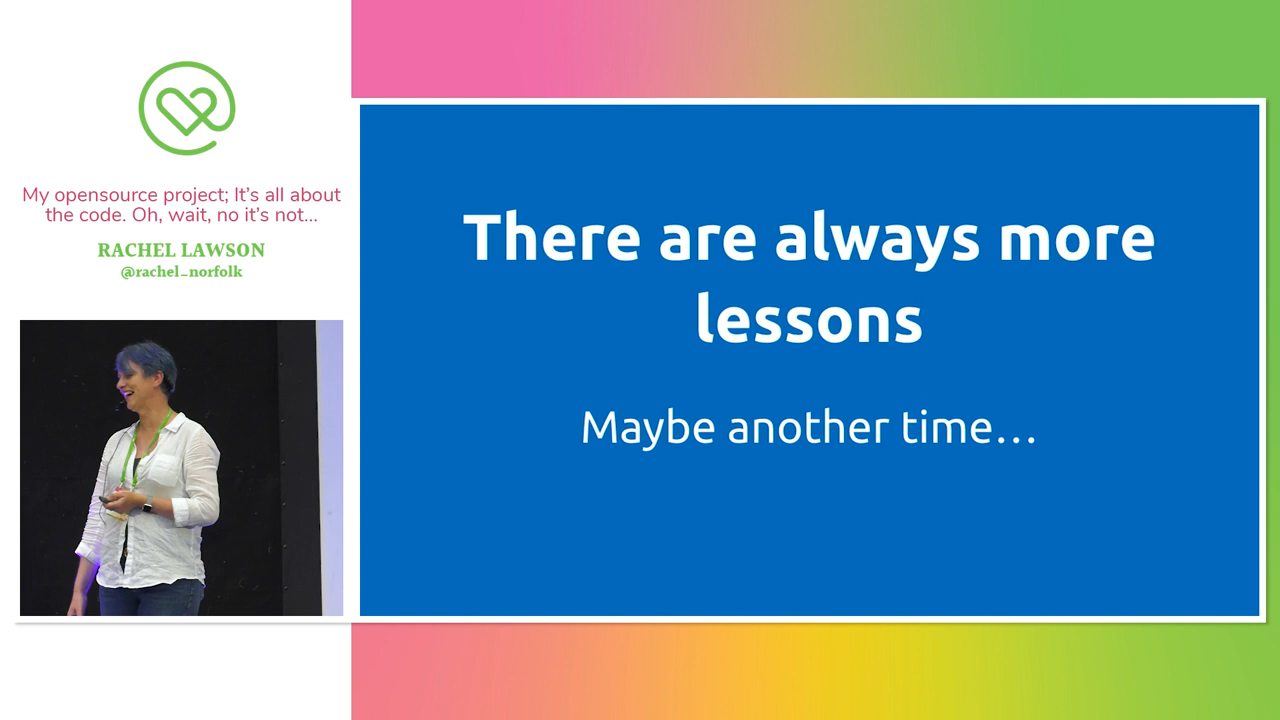 My opensource project; It's all about
the code. Oh, wait, no it's not...
RACHEL LAWSON
@rachel_norfolk
There are always more
lessons
Maybe another time…